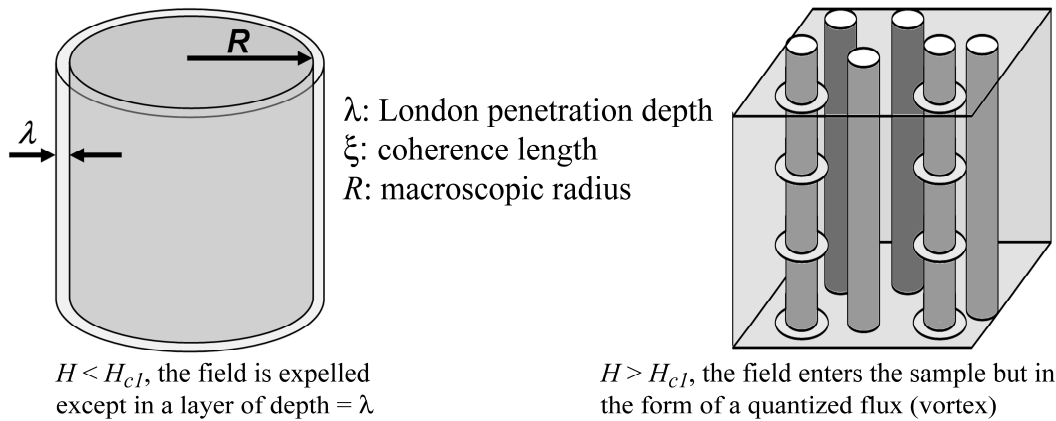 R
λ
λ: London penetration depth
ξ: coherence length
R: macroscopic radius
H < Hc1, the field is expelled
except in a layer of depth = λ
H > Hc1, the field enters the sample but in
the form of a quantized flux (vortex)